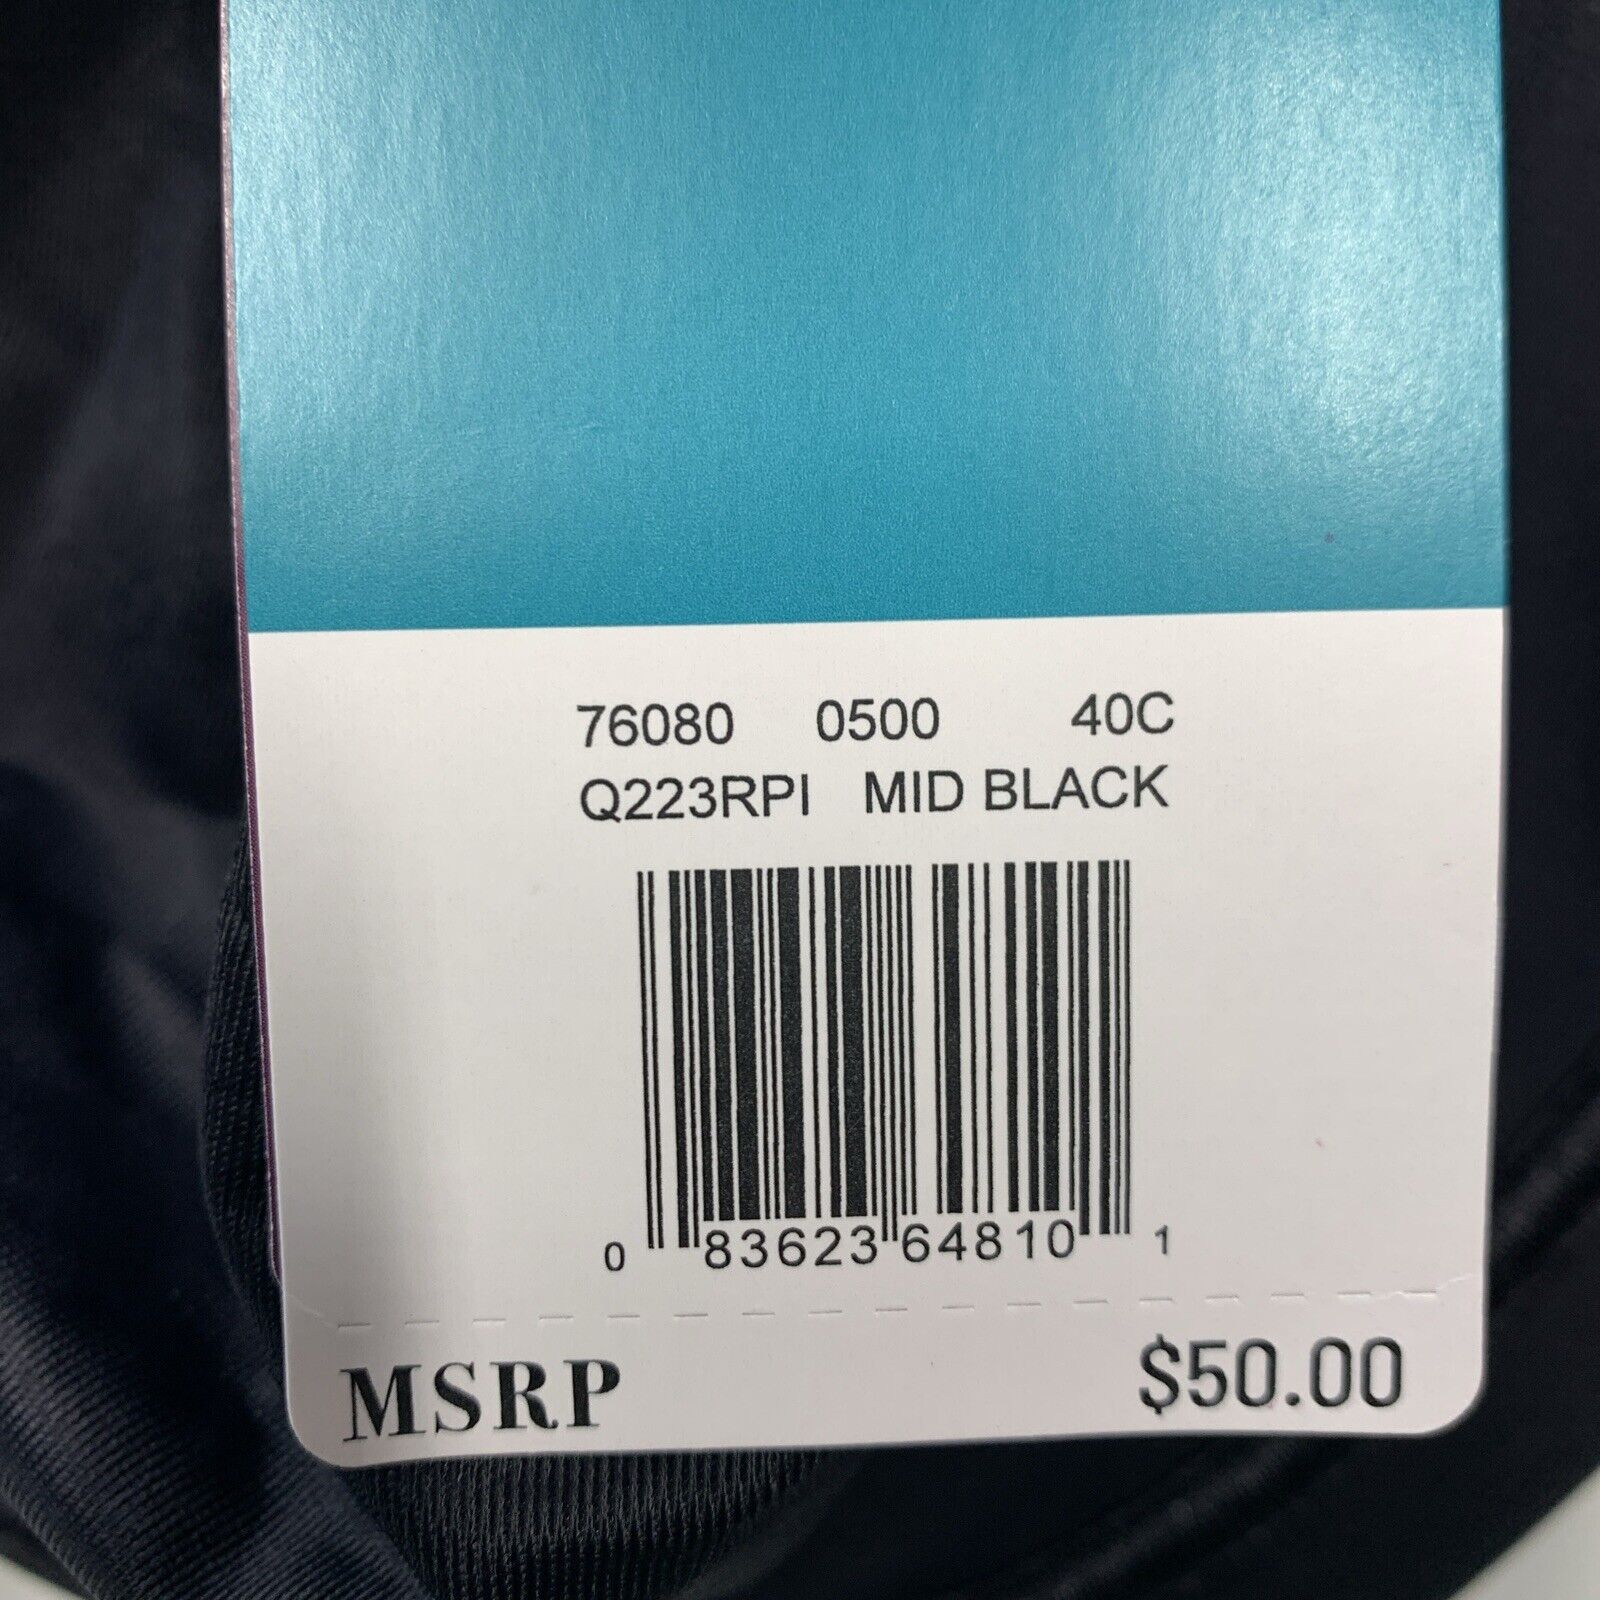 76080 0500 40C
Q223RPI MID BLACK
0 83623 64810 1
MSRP $50.00